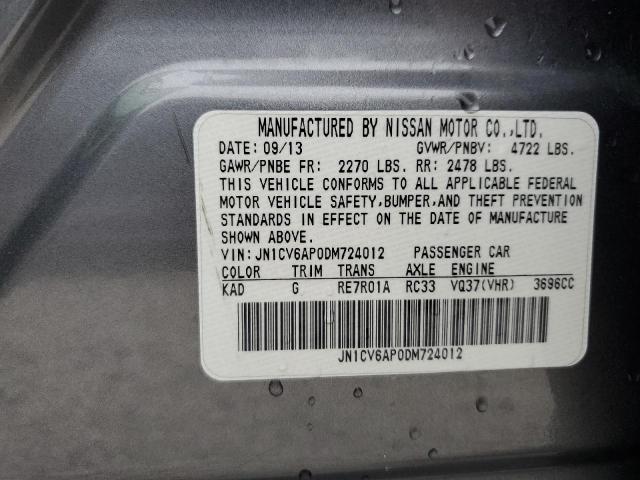 MANUFACTURED BY NISSAN MOTOR CO.,LTD.
DATE: 09/13 GVWR/PNBV: 4722 LBS.
GAWR/PNBE FR: 2270 LBS. RR: 2478 LBS.
THIS VEHICLE CONFORMS TO ALL APPLICABLE FEDERAL
MOTOR VEHICLE SAFETY,BUMPER,AND THEFT PREVENTION
STANDARDS IN EFFECT ON THE DATE OF MANUFACTURE
SHOWN ABOVE.
VIN: JN1CV6AP0DM724012 PASSENGER CAR
COLOR TRIM TRANS AXLE ENGINE
KAD G RE7R01A RC33 VQ37(VHR) 3696CC
JN1CV6AP0DM724012